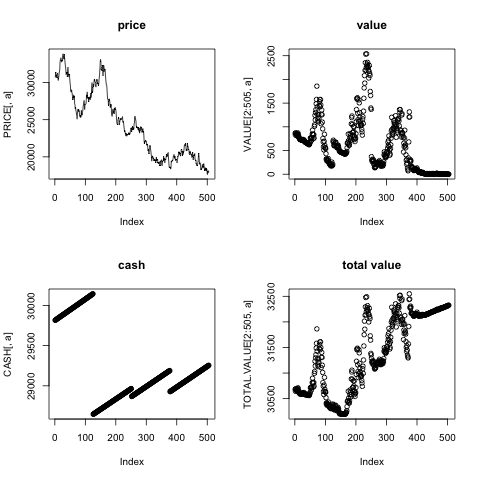 price
PRICE[, a]
20000 25000 30000
0 100 200 300 400 500
Index
value
VALUE[2:505, a]
0 500 1500 2500
0 100 200 300 400 500
Index
cash
CASH[, a]
29000 29500 30000
0 100 200 300 400 500
Index
total value
TOTAL.VALUE[2:505, a]
30500 31500 32500
0 100 200 300 400 500
Index